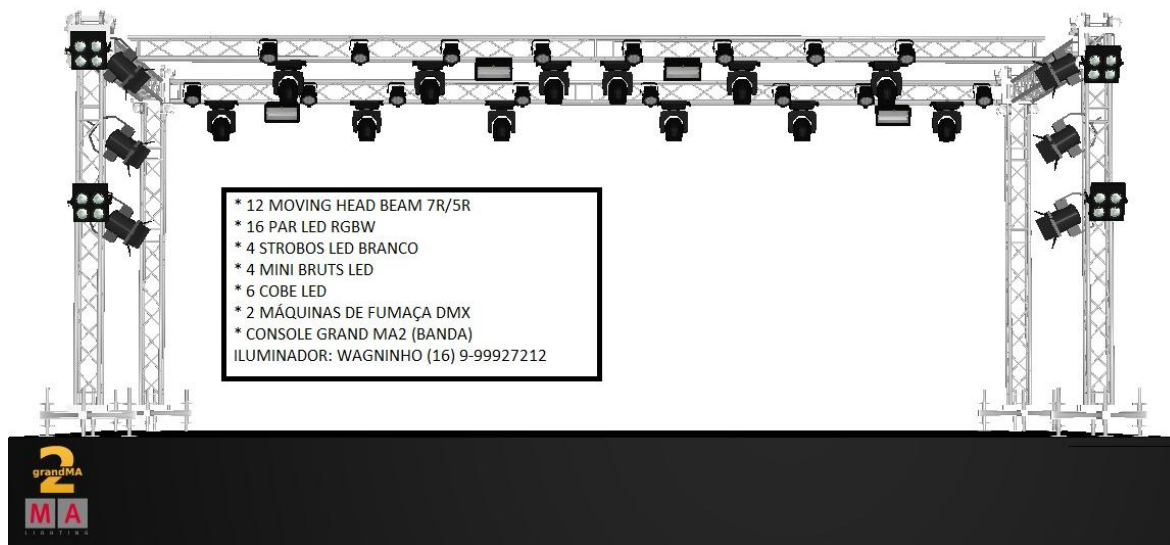 * 12 MOVING HEAD BEAM 7R/5R
* 16 PAR LED RGBW
* 4 STROBOS LED BRANCO
* 4 MINI BRUTS LED
* 6 COBE LED
* 2 MÁQUINAS DE FUMAÇA DMX
* CONSOLE GRAND MA2 (BANDA)
ILUMINADOR: WAGNINHO (16) 9-99927212
2
grandMA
MA
LIGHTING